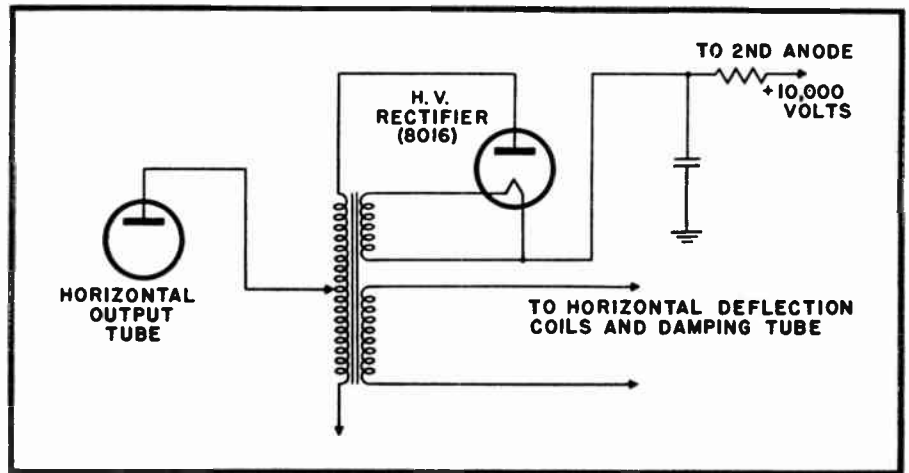 TO 2ND ANODE
+10,000
VOLTS
H. V.
RECTIFIER
(8016)
HORIZONTAL
OUTPUT
TUBE
TO HORIZONTAL DEFLECTION
COILS AND DAMPING TUBE